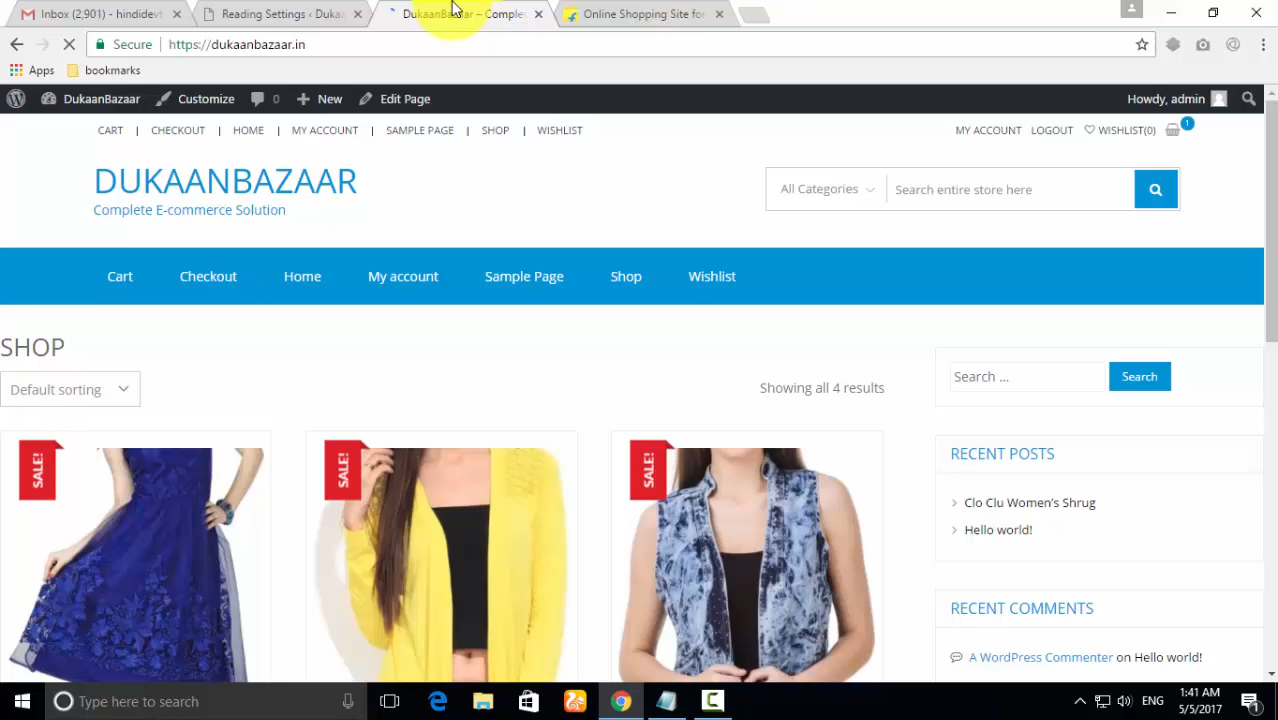 Inbox (2,901) - hindidevt
Reading Settings ‹ Dukaa
DukaanBazaar – Comple
Online Shopping Site for
Secure
https://dukaanbazaar.in
Apps
bookmarks
DukaanBazaar
Customize
0
New
Edit Page
Howdy, admin
CART | CHECKOUT | HOME | MY ACCOUNT | SAMPLE PAGE | SHOP | WISHLIST
MY ACCOUNT LOGOUT WISHLIST(0) 1
DUKAANBAZAAR
Complete E-commerce Solution
All Categories
Search entire store here
Cart
Checkout
Home
My account
Sample Page
Shop
Wishlist
SHOP
Default sorting
Showing all 4 results
SALE!
SALE!
SALE!
Search ...
Search
RECENT POSTS
Clo Clu Women's Shrug
Hello world!
RECENT COMMENTS
A WordPress Commenter on Hello world!
Type here to search
ENG
1:41 AM
5/5/2017
1